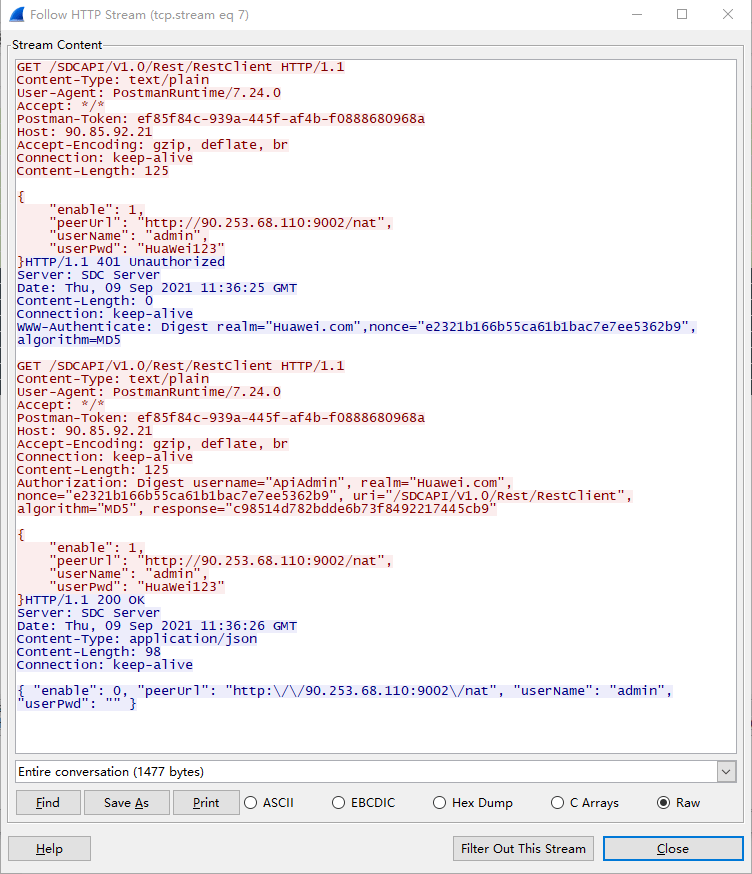 Follow HTTP Stream (tcp.stream eq 7)
Stream Content
GET /SDCAPI/V1.0/Rest/RestClient HTTP/1.1
Content-Type: text/plain
User-Agent: PostmanRuntime/7.24.0
Accept: */*
Postman-Token: ef85f84c-939a-445f-af4b-f0888680968a
Host: 90.85.92.21
Accept-Encoding: gzip, deflate, br
Connection: keep-alive
Content-Length: 125
{
"enable": 1,
"peerUrl": "http://90.253.68.110:9002/nat",
"userName": "admin",
"userPwd": "HuaWei123"
}HTTP/1.1 401 Unauthorized
Server: SDC Server
Date: Thu, 09 Sep 2021 11:36:25 GMT
Content-Length: 0
Connection: keep-alive
WWW-Authenticate: Digest realm="Huawei.com",nonce="e2321b166b55ca61b1bac7e7ee5362b9",
algorithm=MD5
GET /SDCAPI/V1.0/Rest/RestClient HTTP/1.1
Content-Type: text/plain
User-Agent: PostmanRuntime/7.24.0
Accept: */*
Postman-Token: ef85f84c-939a-445f-af4b-f0888680968a
Host: 90.85.92.21
Accept-Encoding: gzip, deflate, br
Connection: keep-alive
Content-Length: 125
Authorization: Digest username="ApiAdmin", realm="Huawei.com",
nonce="e2321b166b55ca61b1bac7e7ee5362b9", uri="/SDCAPI/V1.0/Rest/RestClient",
algorithm="MD5", response="c98514d782bdde6b73f8492217445cb9"
{
"enable": 1,
"peerUrl": "http://90.253.68.110:9002/nat",
"userName": "admin",
"userPwd": "HuaWei123"
}HTTP/1.1 200 OK
Server: SDC Server
Date: Thu, 09 Sep 2021 11:36:26 GMT
Content-Type: application/json
Content-Length: 98
Connection: keep-alive
{ "enable": 0, "peerUrl": "http:\/\/90.253.68.110:9002\/nat", "userName": "admin",
"userPwd": "" }
Entire conversation (1477 bytes)
Find Save As Print ASCII EBCDIC Hex Dump C Arrays Raw
Help Filter Out This Stream Close